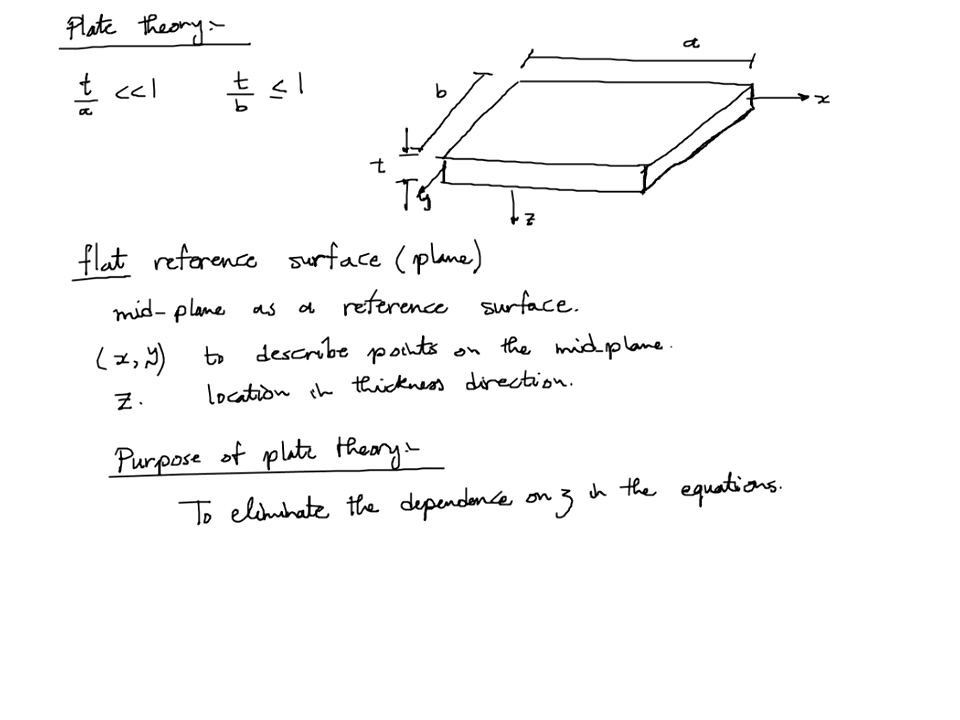 Plate theory:-
a
t/a <<1 t/b ≤ 1
b
x
t
y
z
flat reference surface (plane)
mid-plane as a reference surface.
(x, y) to describe points on the mid-plane.
z. location in thickness direction.
Purpose of plate theory:-
To eliminate the dependence on z in the equations.